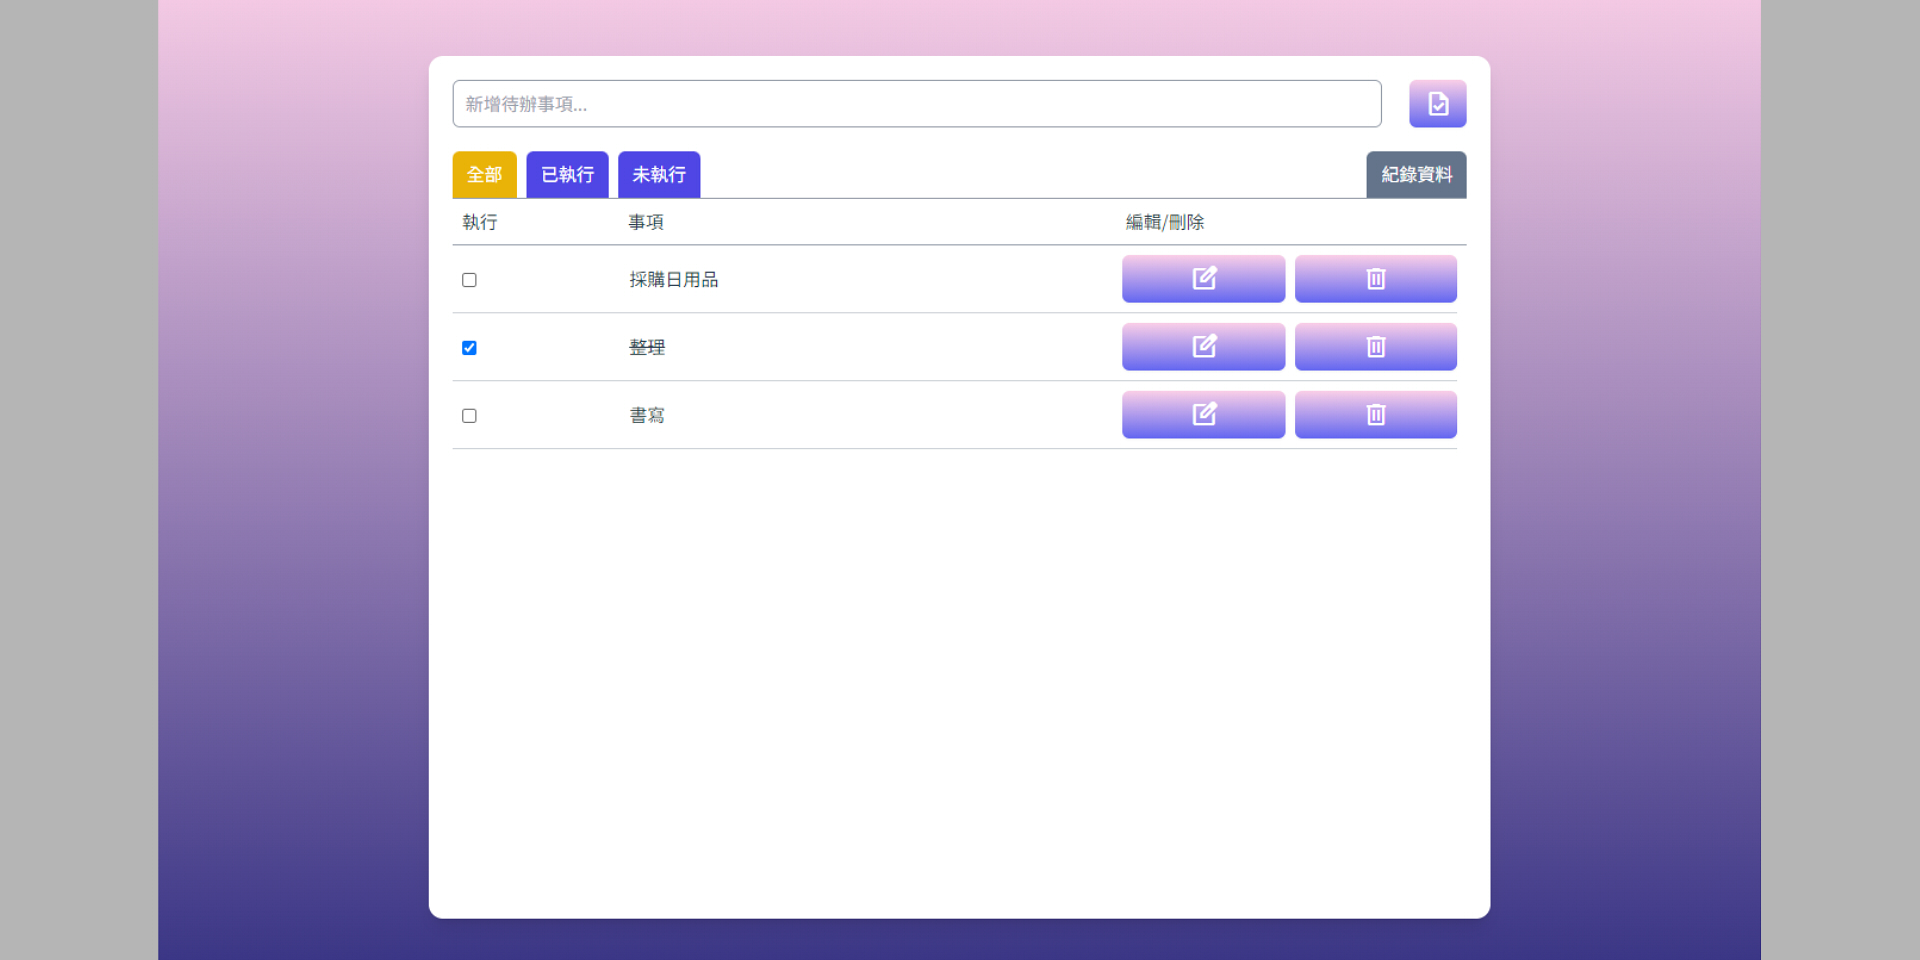 新增待辦事項...
全部 已執行 未執行 紀錄資料
執行 事項 編輯/刪除
採購日用品
整理
書寫